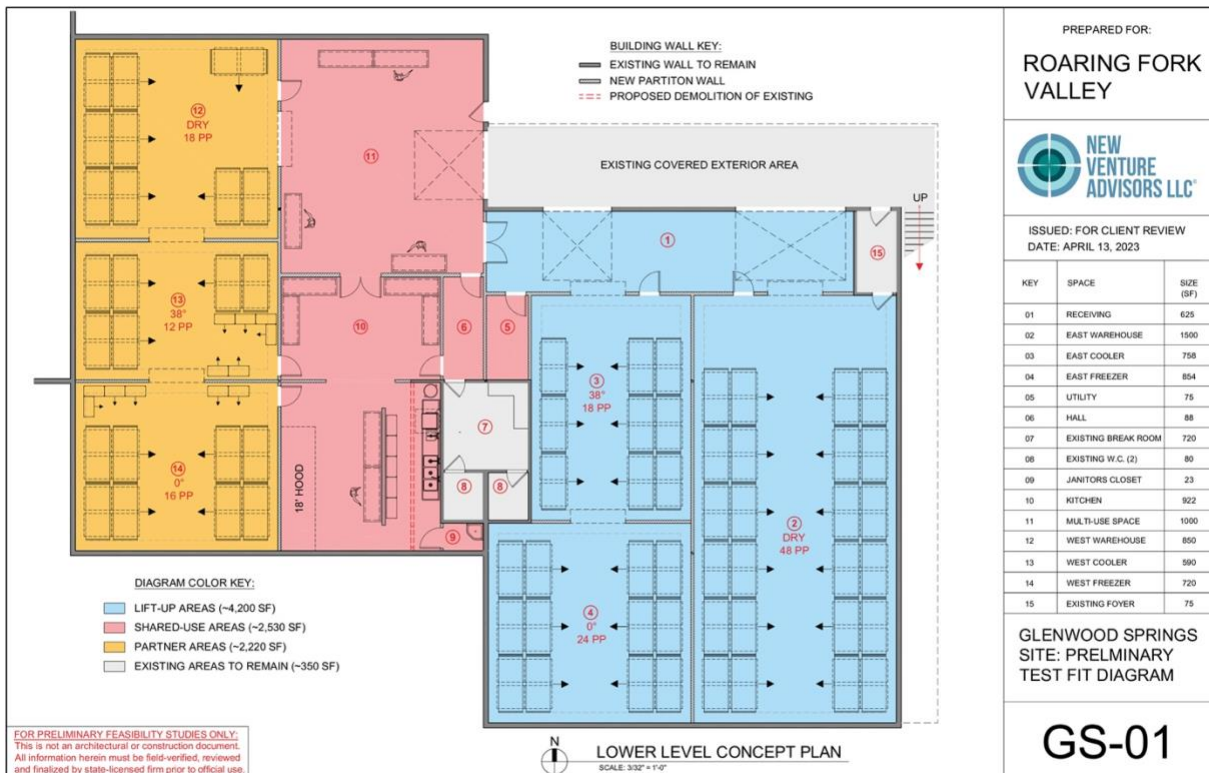 BUILDING WALL KEY:
EXISTING WALL TO REMAIN
NEW PARTITON WALL
PROPOSED DEMOLITION OF EXISTING
12
DRY
18 PP
11
EXISTING COVERED EXTERIOR AREA
UP
1
15
13
38°
12 PP
10
6
5
3
38°
18 PP
7
14
0°
16 PP
18' HOOD
8
8
9
2
DRY
48 PP
4
0°
24 PP
DIAGRAM COLOR KEY:
LIFT-UP AREAS (~4,200 SF)
SHARED-USE AREAS (~2,530 SF)
PARTNER AREAS (~2,220 SF)
EXISTING AREAS TO REMAIN (~350 SF)
FOR PRELIMINARY FEASIBILITY STUDIES ONLY:
This is not an architectural or construction document.
All information herein must be field-verified, reviewed
and finalized by state-licensed firm prior to official use.
N
LOWER LEVEL CONCEPT PLAN
SCALE: 3/32" = 1'-0"
PREPARED FOR:
ROARING FORK
VALLEY
NEW
VENTURE
ADVISORS LLC
ISSUED: FOR CLIENT REVIEW
DATE: APRIL 13, 2023
KEY SPACE SIZE (SF)
01 RECEIVING 625
02 EAST WAREHOUSE 1500
03 EAST COOLER 758
04 EAST FREEZER 854
05 UTILITY 75
06 HALL 88
07 EXISTING BREAK ROOM 720
08 EXISTING W.C. (2) 80
09 JANITORS CLOSET 23
10 KITCHEN 922
11 MULTI-USE SPACE 1000
12 WEST WAREHOUSE 850
13 WEST COOLER 590
14 WEST FREEZER 720
15 EXISTING FOYER 75
GLENWOOD SPRINGS
SITE: PRELMINARY
TEST FIT DIAGRAM
GS-01